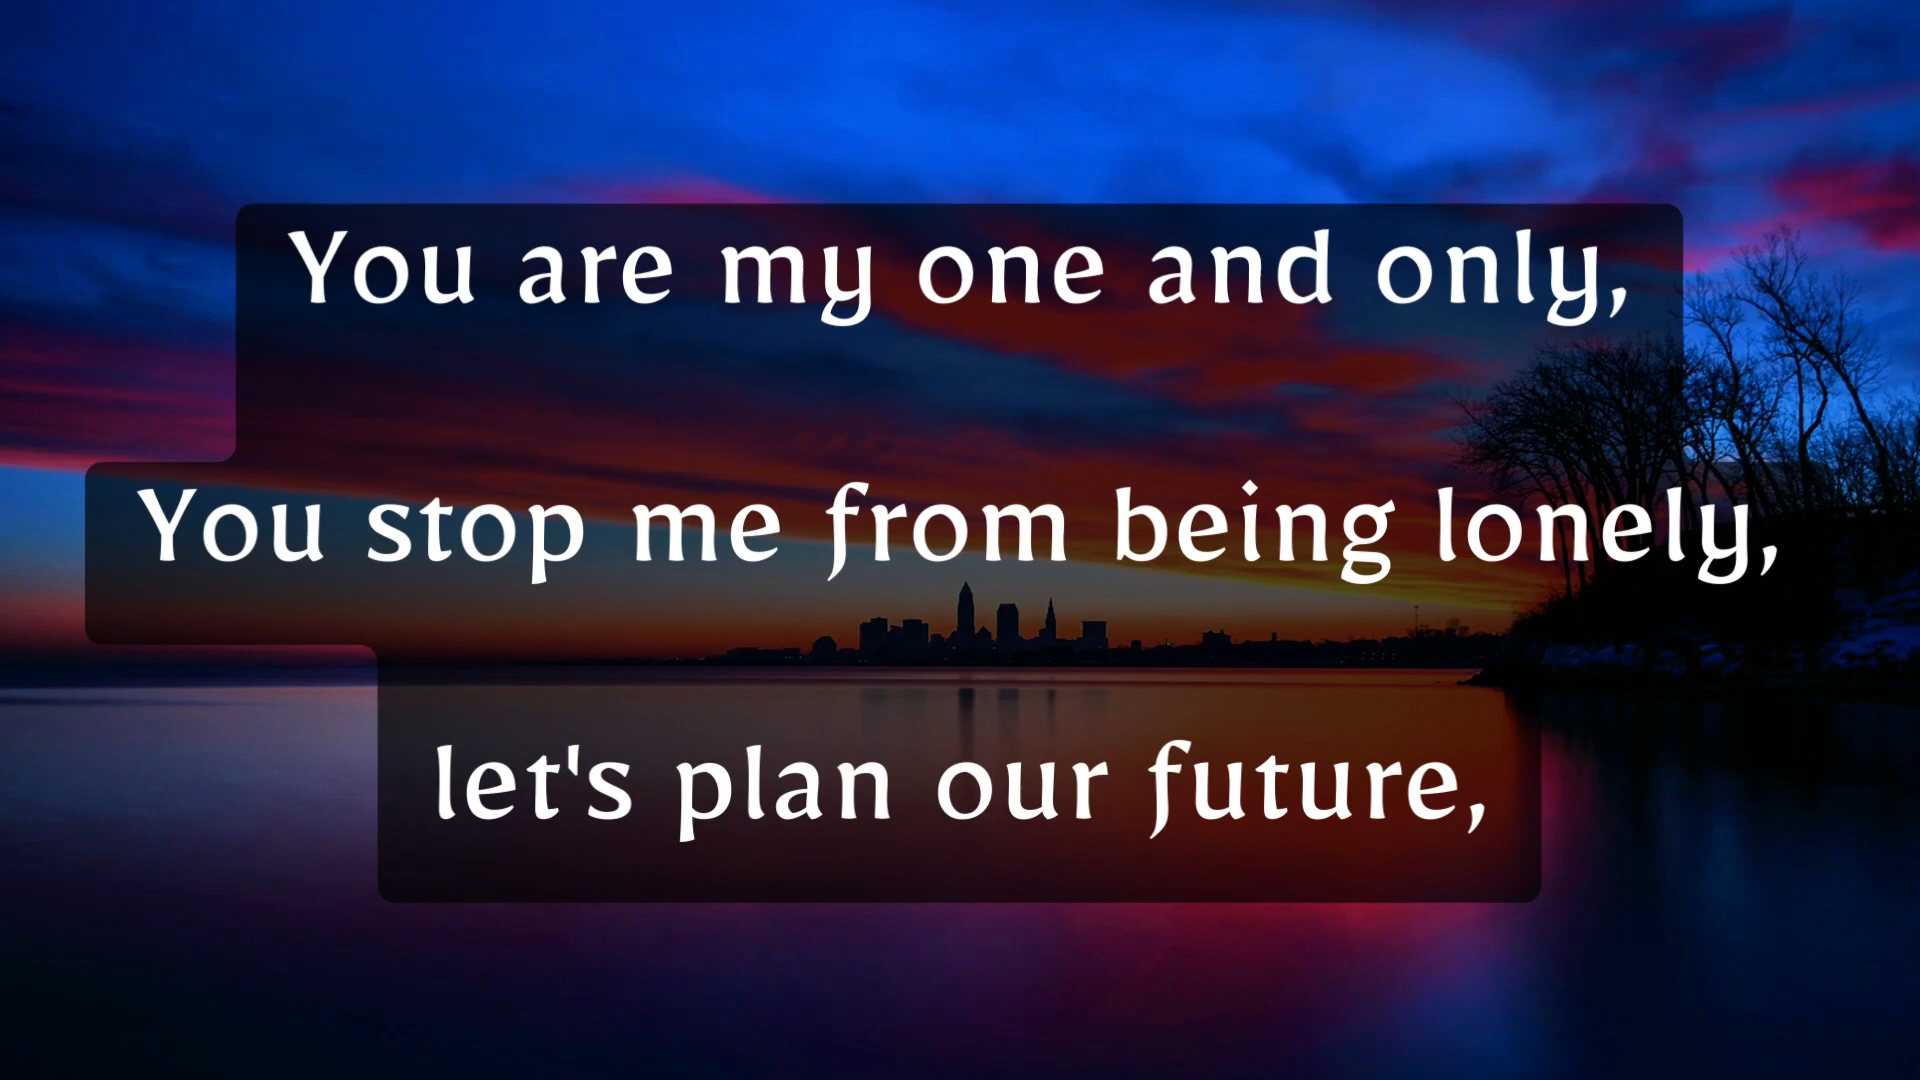 You are my one and only,
You stop me from being lonely,
let's plan our future,